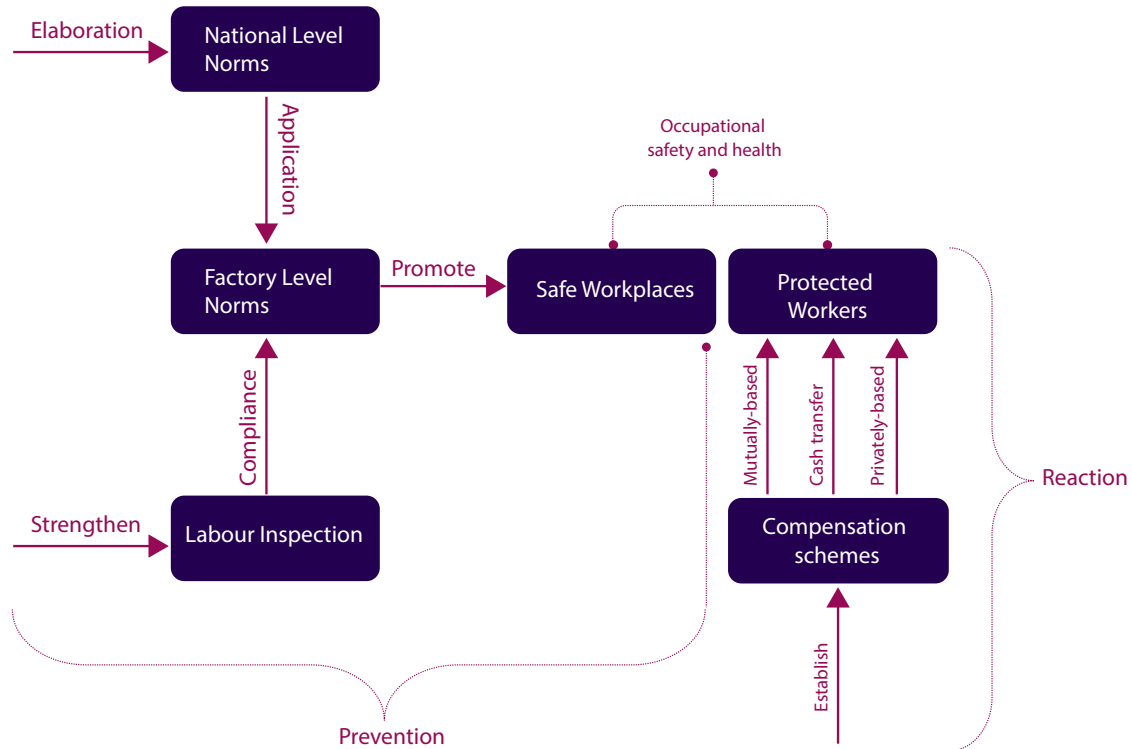 Elaboration
National Level
Norms
Application
Occupational
safety and health
Factory Level
Norms
Promote
Safe Workplaces
Protected
Workers
Compliance
Mutually-based
Cash transfer
Privately-based
Reaction
Strengthen
Labour Inspection
Compensation
schemes
Establish
Prevention